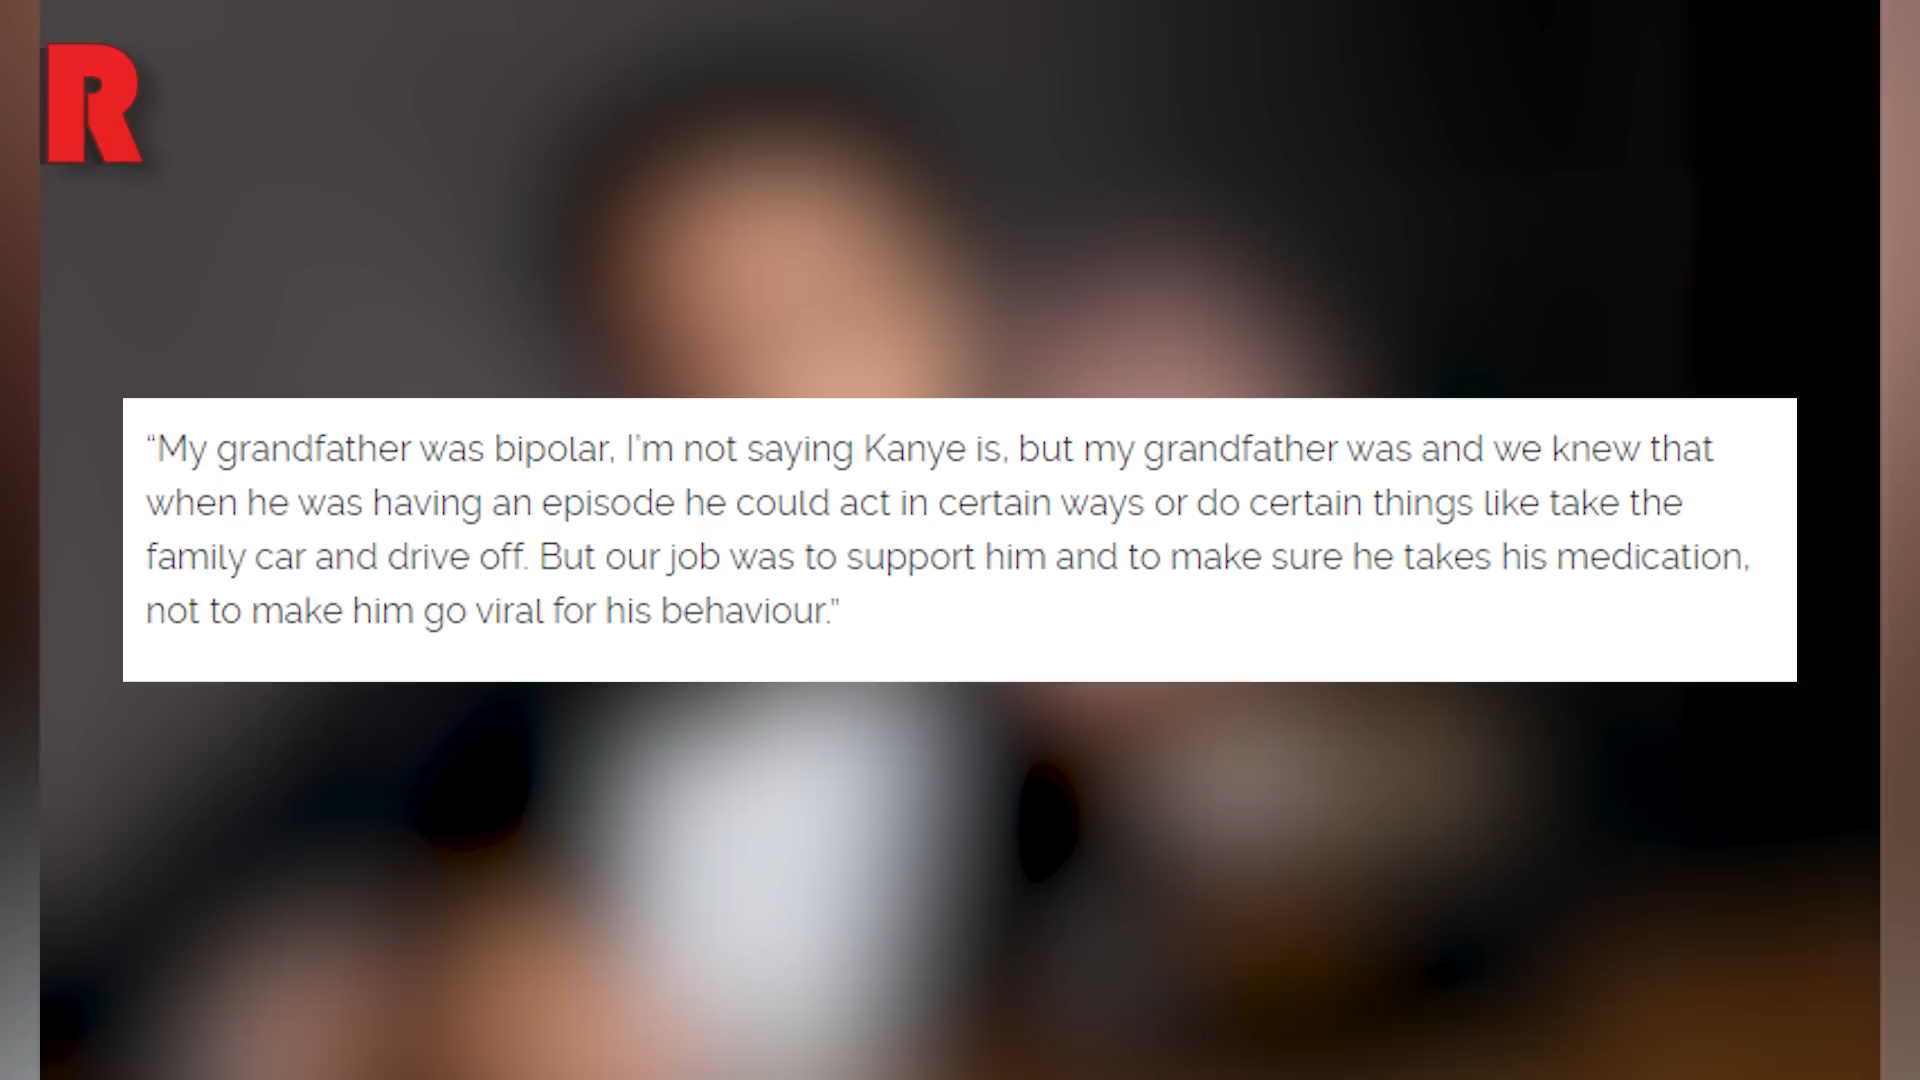 R
“My grandfather was bipolar, I'm not saying Kanye is, but my grandfather was and we knew that
when he was having an episode he could act in certain ways or do certain things like take the
family car and drive off. But our job was to support him and to make sure he takes his medication,
not to make him go viral for his behaviour.”